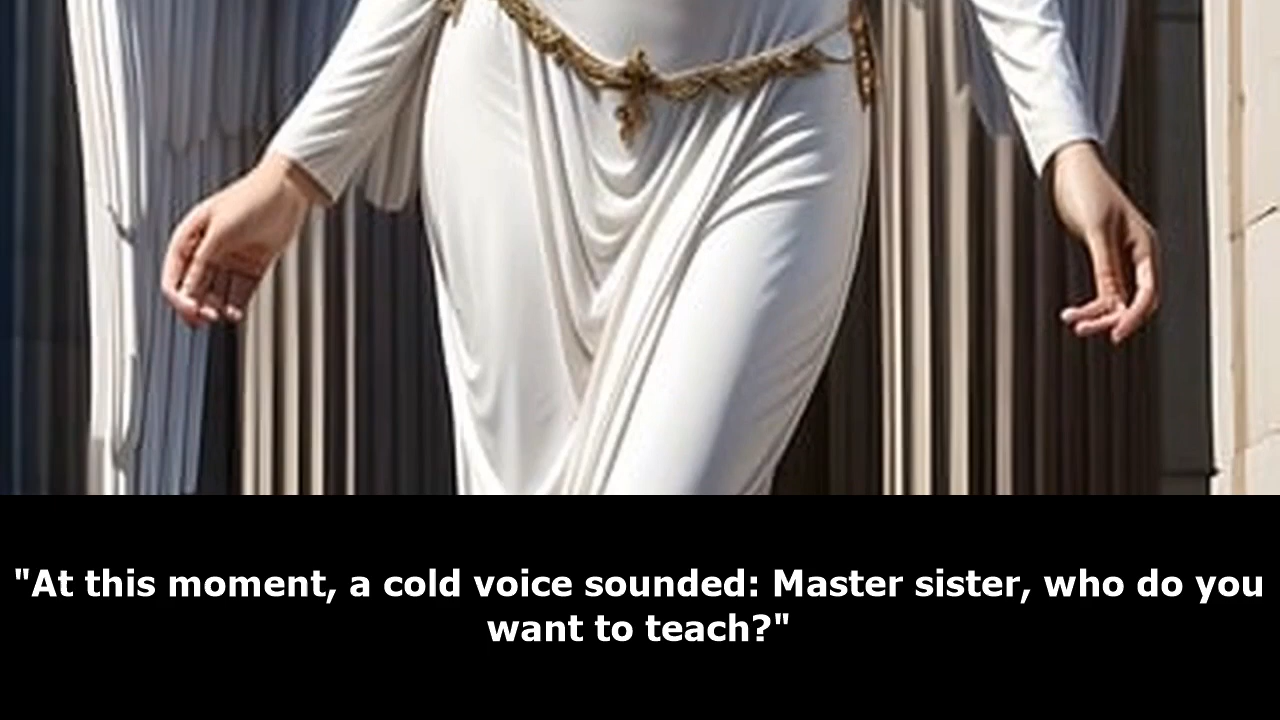 "At this moment, a cold voice sounded: Master sister, who do you
want to teach?"